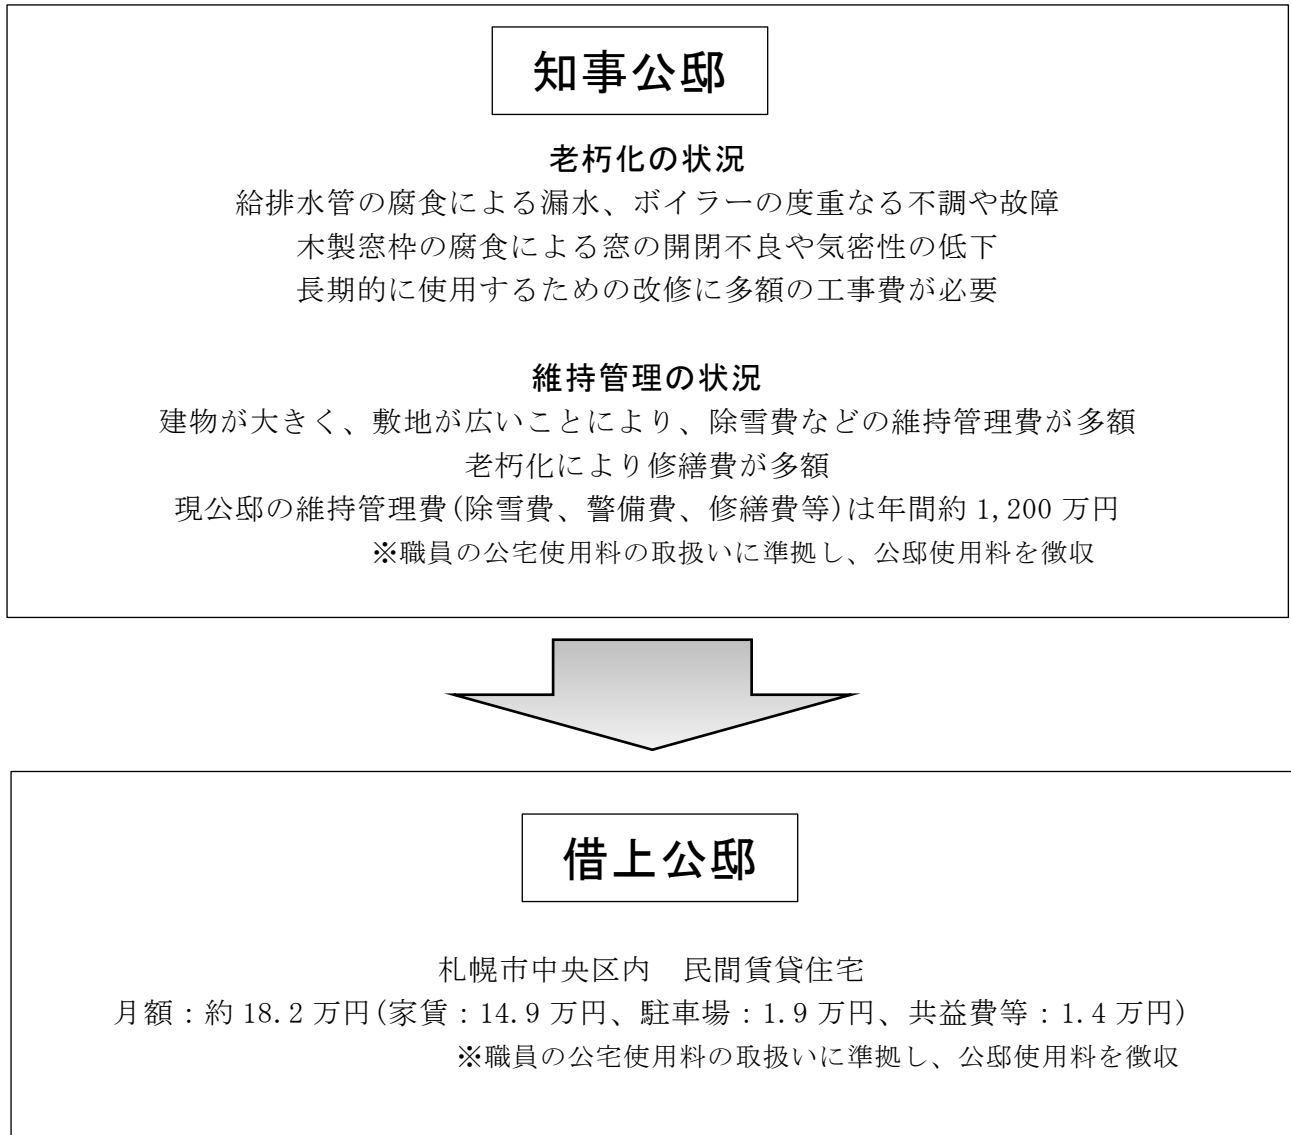 知事公邸
老朽化の状況
給排水管の腐食による漏水、ボイラーの度重なる不調や故障
木製窓枠の腐食による窓の開閉不良や気密性の低下
長期的に使用するための改修に多額の工事費が必要
維持管理の状況
建物が大きく、敷地が広いことにより、除雪費などの維持管理費が多額
老朽化により修繕費が多額
現公邸の維持管理費(除雪費、警備費、修繕費等)は年間約 1,200 万円
※職員の公宅使用料の取扱いに準拠し、公邸使用料を徴収
借上公邸
札幌市中央区内　民間賃貸住宅
月額：約 18.2 万円(家賃：14.9 万円、駐車場：1.9 万円、共益費等：1.4 万円)
※職員の公宅使用料の取扱いに準拠し、公邸使用料を徴収